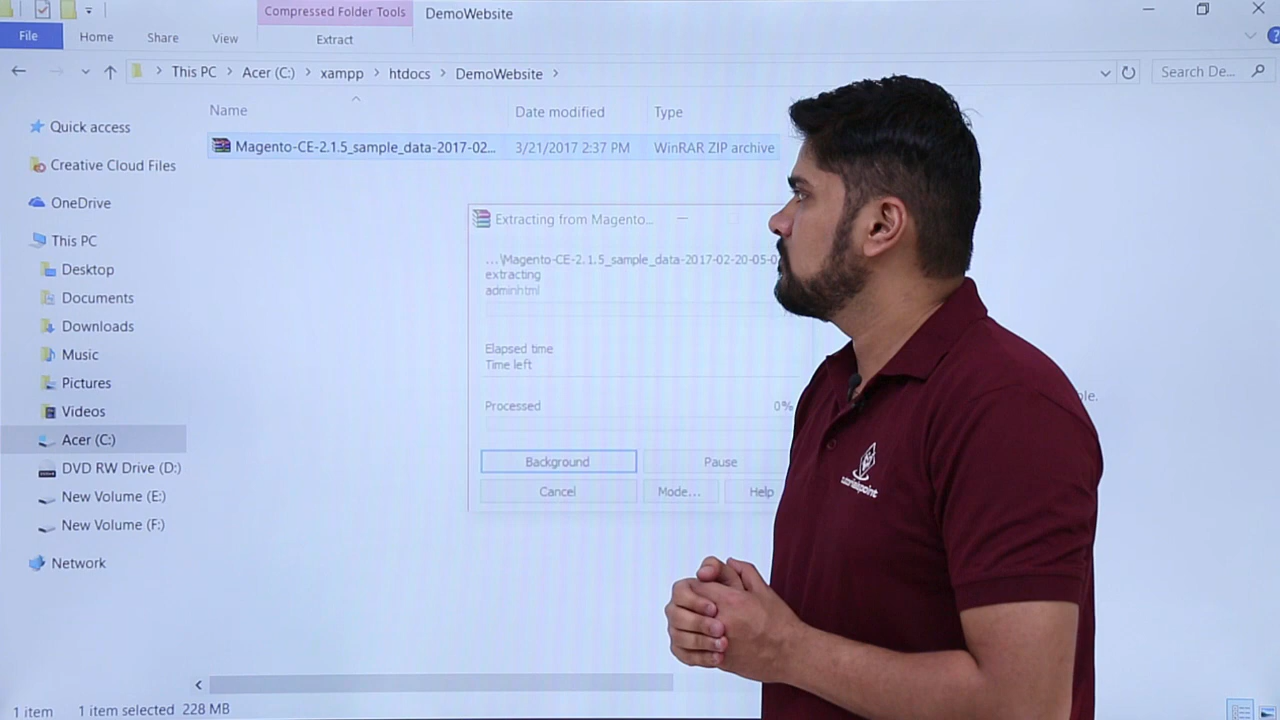 Compressed Folder Tools
DemoWebsite
File
Home
Share
View
Extract
This PC
Acer (C:)
xampp
htdocs
DemoWebsite
Search De...
Name
Date modified
Type
Magento-CE-2.1.5_sample_data-2017-02...
3/21/2017 2:37 PM
WinRAR ZIP archive
Quick access
Creative Cloud Files
OneDrive
This PC
Desktop
Documents
Downloads
Music
Pictures
Videos
Acer (C:)
DVD RW Drive (D:)
New Volume (E:)
New Volume (F:)
Network
Extracting from Magento...
...\Magento-CE-2.1.5_sample_data-2017-02-20-05-0
extracting
adminhtml
Elapsed time
Time left
Processed
0%
Background
Pause
Cancel
Mode...
Help
tutorialspoint
1 item
1 item selected 228 MB